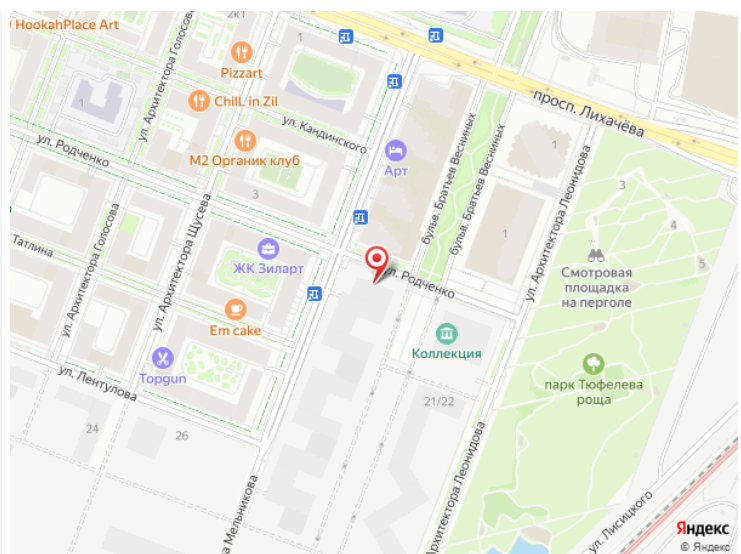 HookahPlace Art
2к1
Pizzart
1
просп. Лихачёва
ул. Архитектора Голосова
1
ChilL in Zil
ул. Кандинского
ул. Родченко
М2 Органик клуб
Арт
бульв. Братьев Весниных
бульв. Братьев Весниных
1
ул. Архитектора Леонидова
3
3
4
5
1
ул. Архитектора Голосова
ул. Архитектора Щусева
Татлина
ЖК Зиларт
ул. Родченко
Смотровая
площадка
на перголе
Em cake
Коллекция
Topgun
ул. Лентулова
парк Тюфелева
роща
24
26
21/22
а Мельникова
Архитектора Леонидова
ул. Лисицкого
Яндекс
© Яндекс